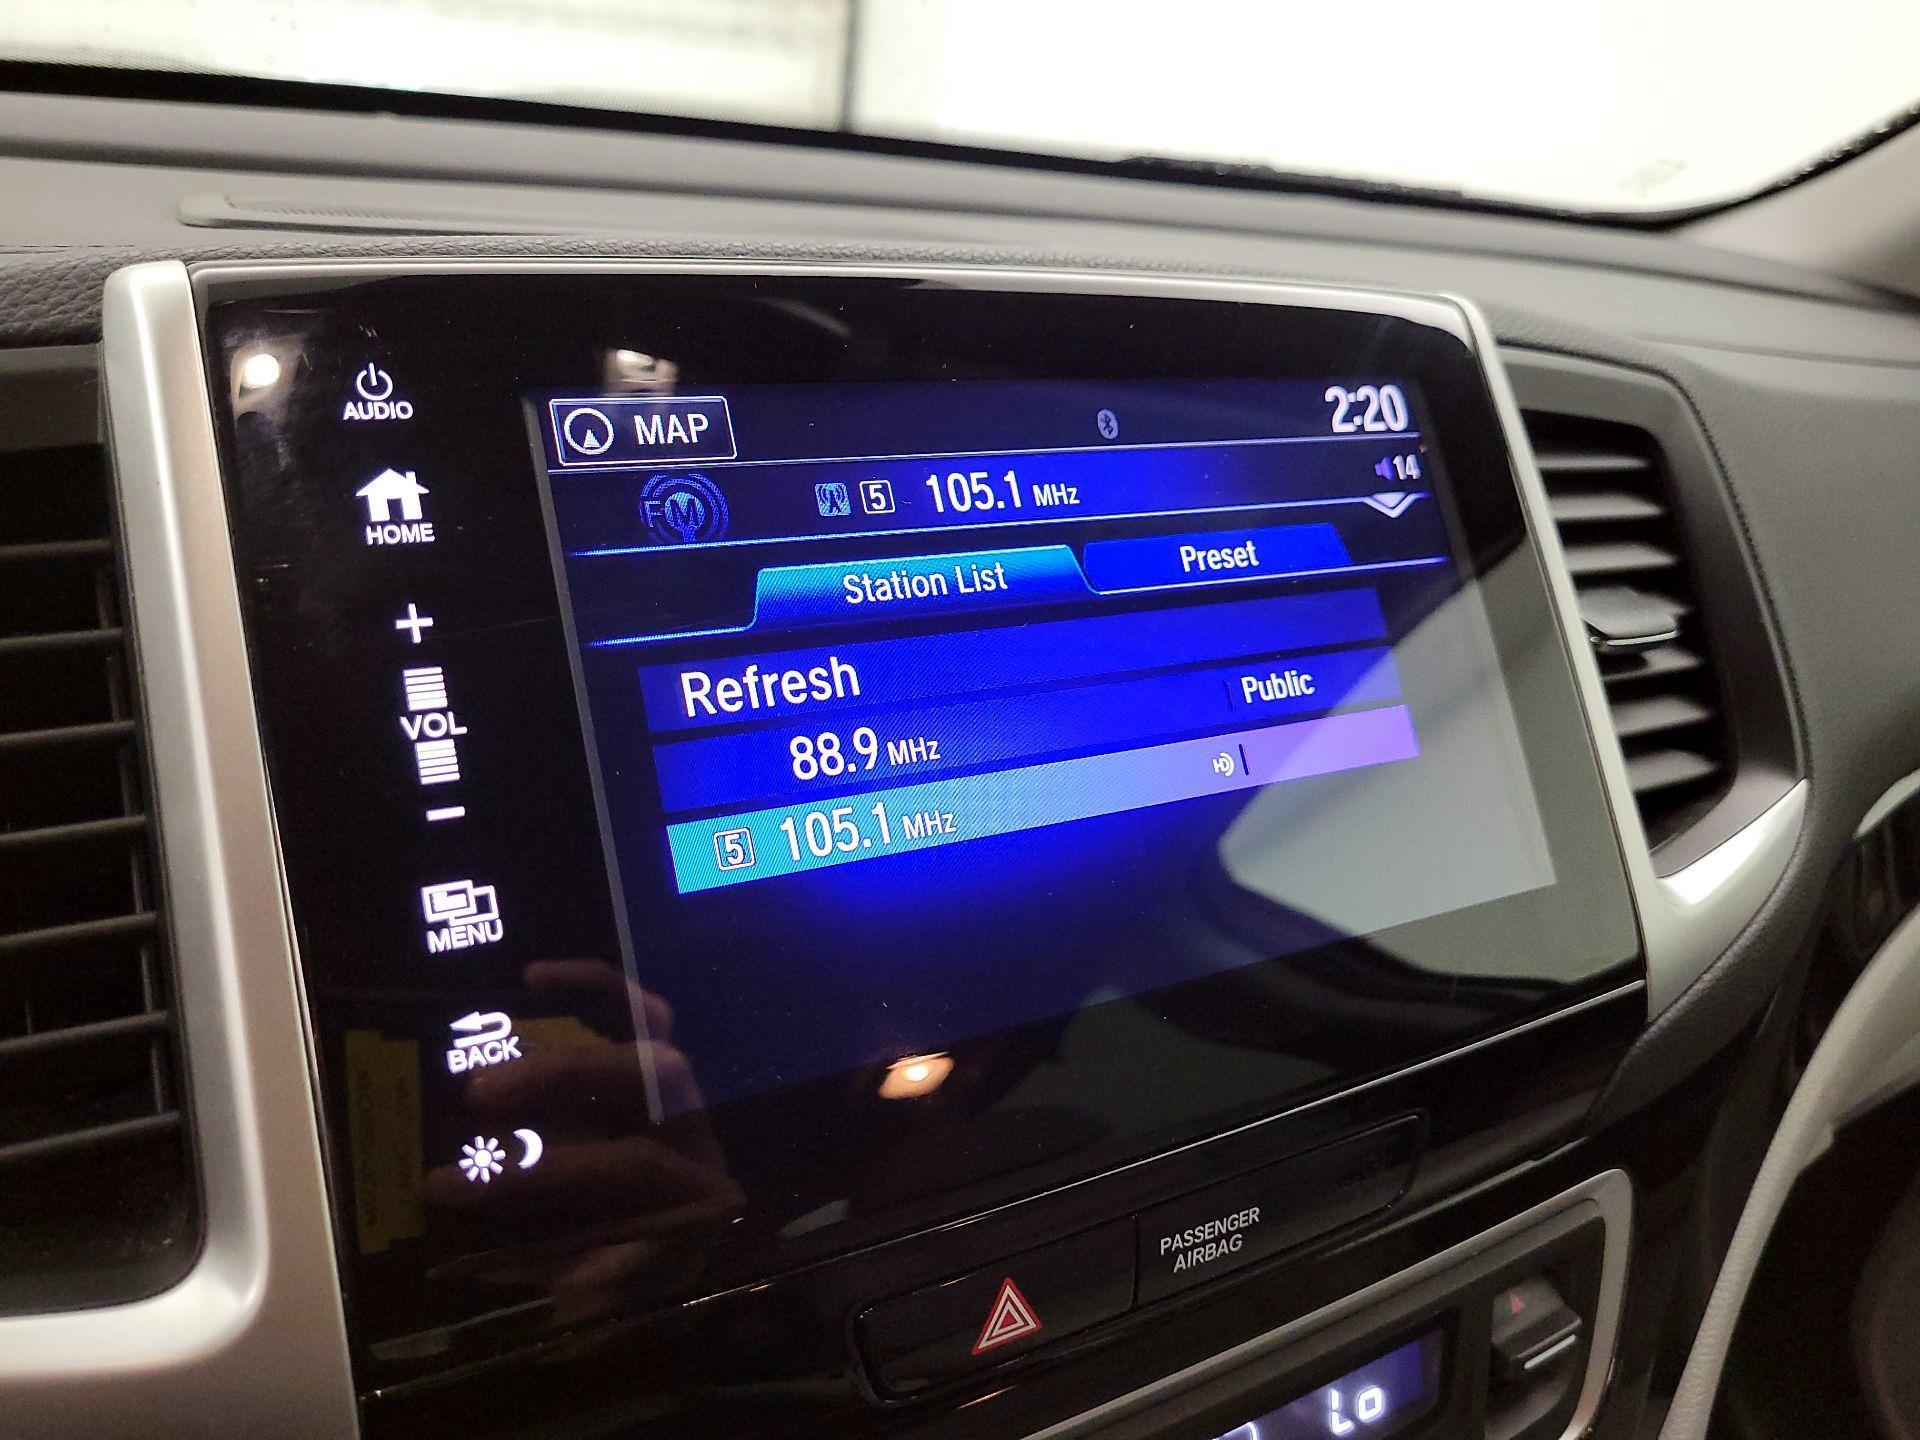 AUDIO
HOME
+
VOL
-
MENU
BACK
MAP
2:20
FM
5 105.1 MHz
14
Station List
Preset
Refresh
88.9 MHz
Public
5 105.1 MHz
HD
PASSENGER
AIRBAG
Lo